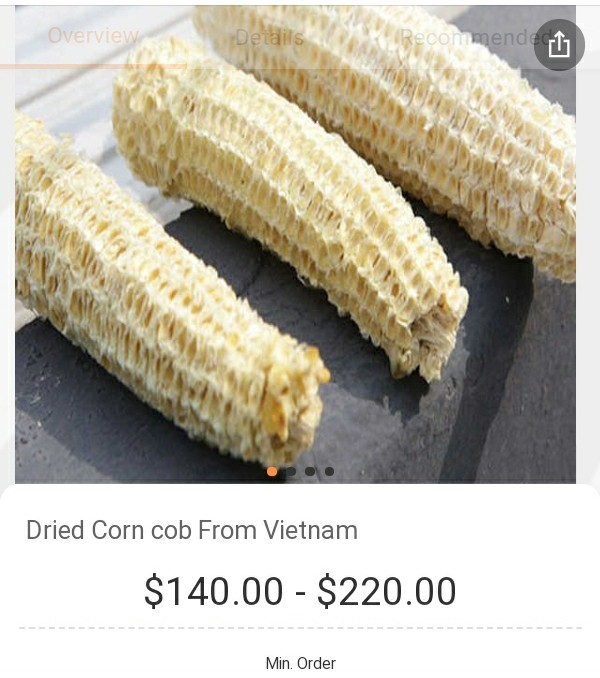 Overview Details Recommended
Dried Corn cob From Vietnam
$140.00 - $220.00
Min. Order